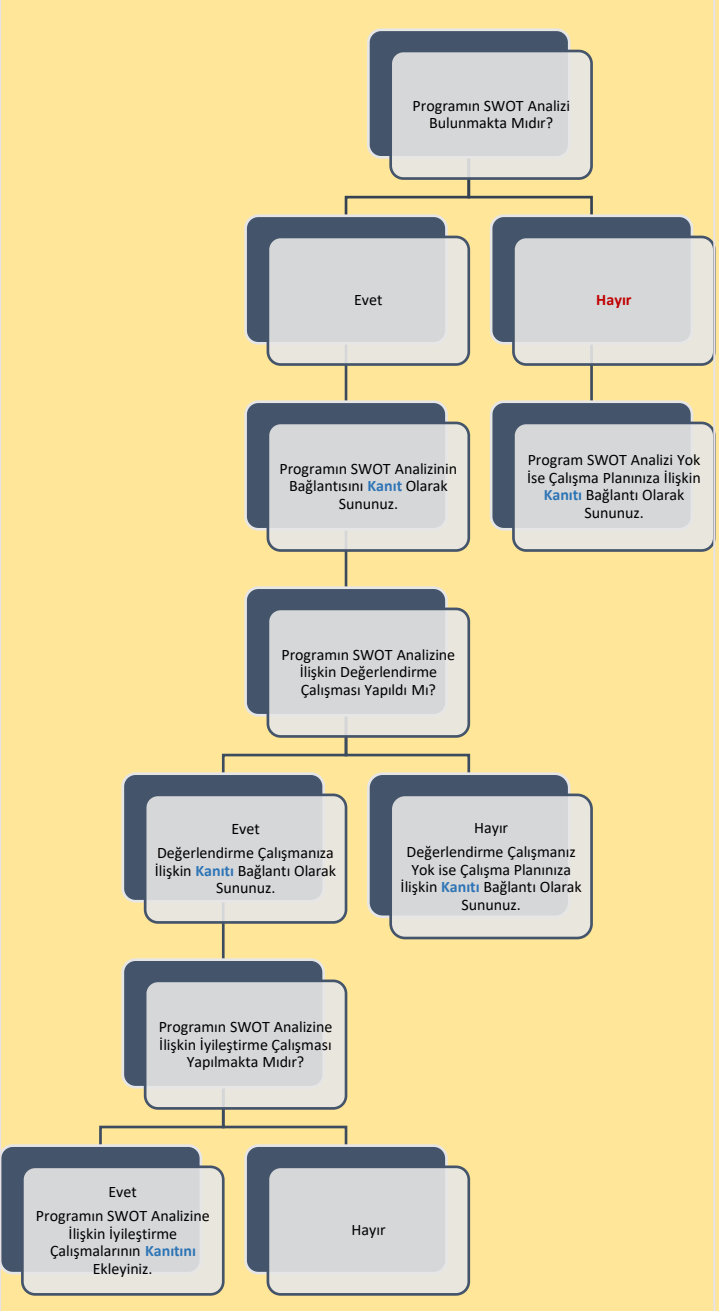 Programın SWOT Analizi
Bulunmakta Mıdır?
Evet
Hayır
Programın SWOT Analizinin
Bağlantısını Kanıt Olarak
Sununuz.
Program SWOT Analizi Yok
İse Çalışma Planınıza İlişkin
Kanıtı Bağlantı Olarak
Sununuz.
Programın SWOT Analizine
İlişkin Değerlendirme
Çalışması Yapıldı Mı?
Evet
Değerlendirme Çalışmanıza
İlişkin Kanıtı Bağlantı Olarak
Sununuz.
Hayır
Değerlendirme Çalışmanız
Yok ise Çalışma Planınıza
İlişkin Kanıtı Bağlantı Olarak
Sununuz.
Programın SWOT Analizine
İlişkin İyileştirme Çalışması
Yapılmakta Mıdır?
Evet
Programın SWOT Analizine
İlişkin İyileştirme
Çalışmalarının Kanıtını
Ekleyiniz.
Hayır